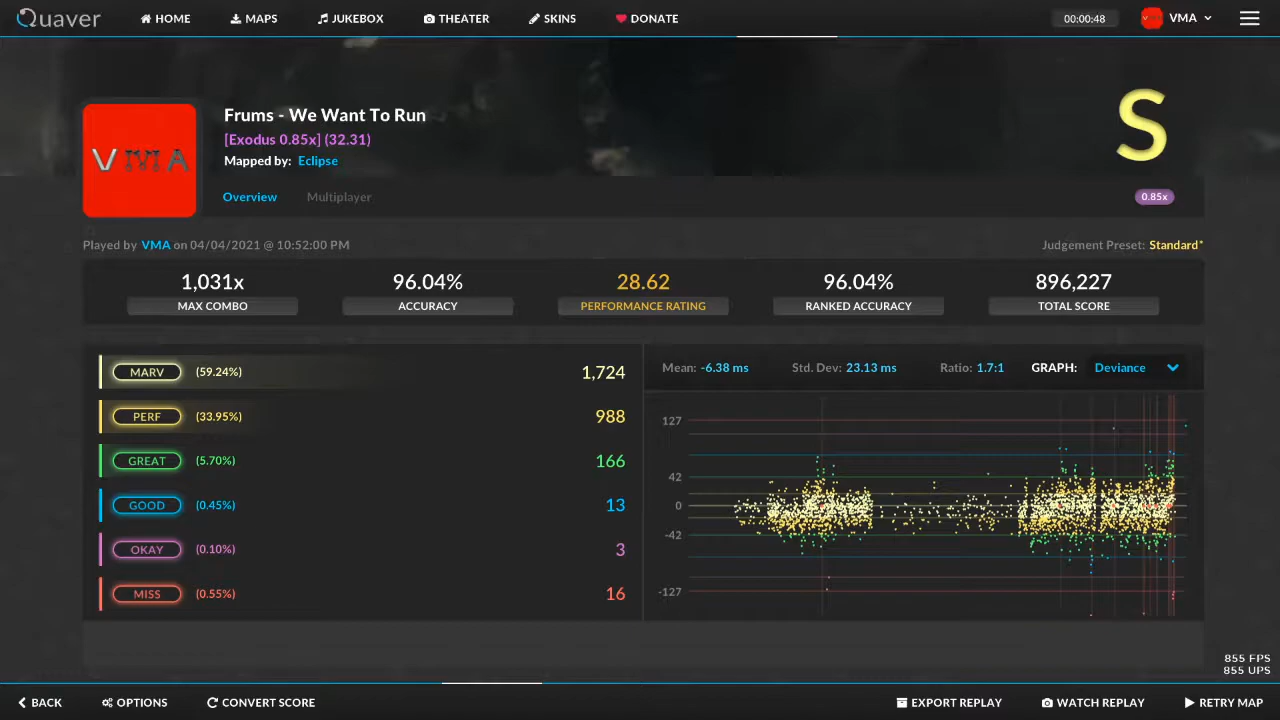 Quaver HOME MAPS JUKEBOX THEATER SKINS DONATE 00:00:48 VMA
Frums - We Want To Run
[Exodus 0.85x] (32.31)
Mapped by: Eclipse
VMA
S
Overview Multiplayer 0.85x
Played by VMA on 04/04/2021 @ 10:52:00 PM Judgement Preset: Standard*
1,031x 96.04% 28.62 96.04% 896,227
MAX COMBO ACCURACY PERFORMANCE RATING RANKED ACCURACY TOTAL SCORE
MARV (59.24%) 1,724
PERF (33.95%) 988
GREAT (5.70%) 166
GOOD (0.45%) 13
OKAY (0.10%) 3
MISS (0.55%) 16
Mean: -6.38 ms Std. Dev: 23.13 ms Ratio: 1.7:1 GRAPH: Deviance
127
42
0
-42
-127
855 FPS
855 UPS
BACK OPTIONS CONVERT SCORE EXPORT REPLAY WATCH REPLAY RETRY MAP